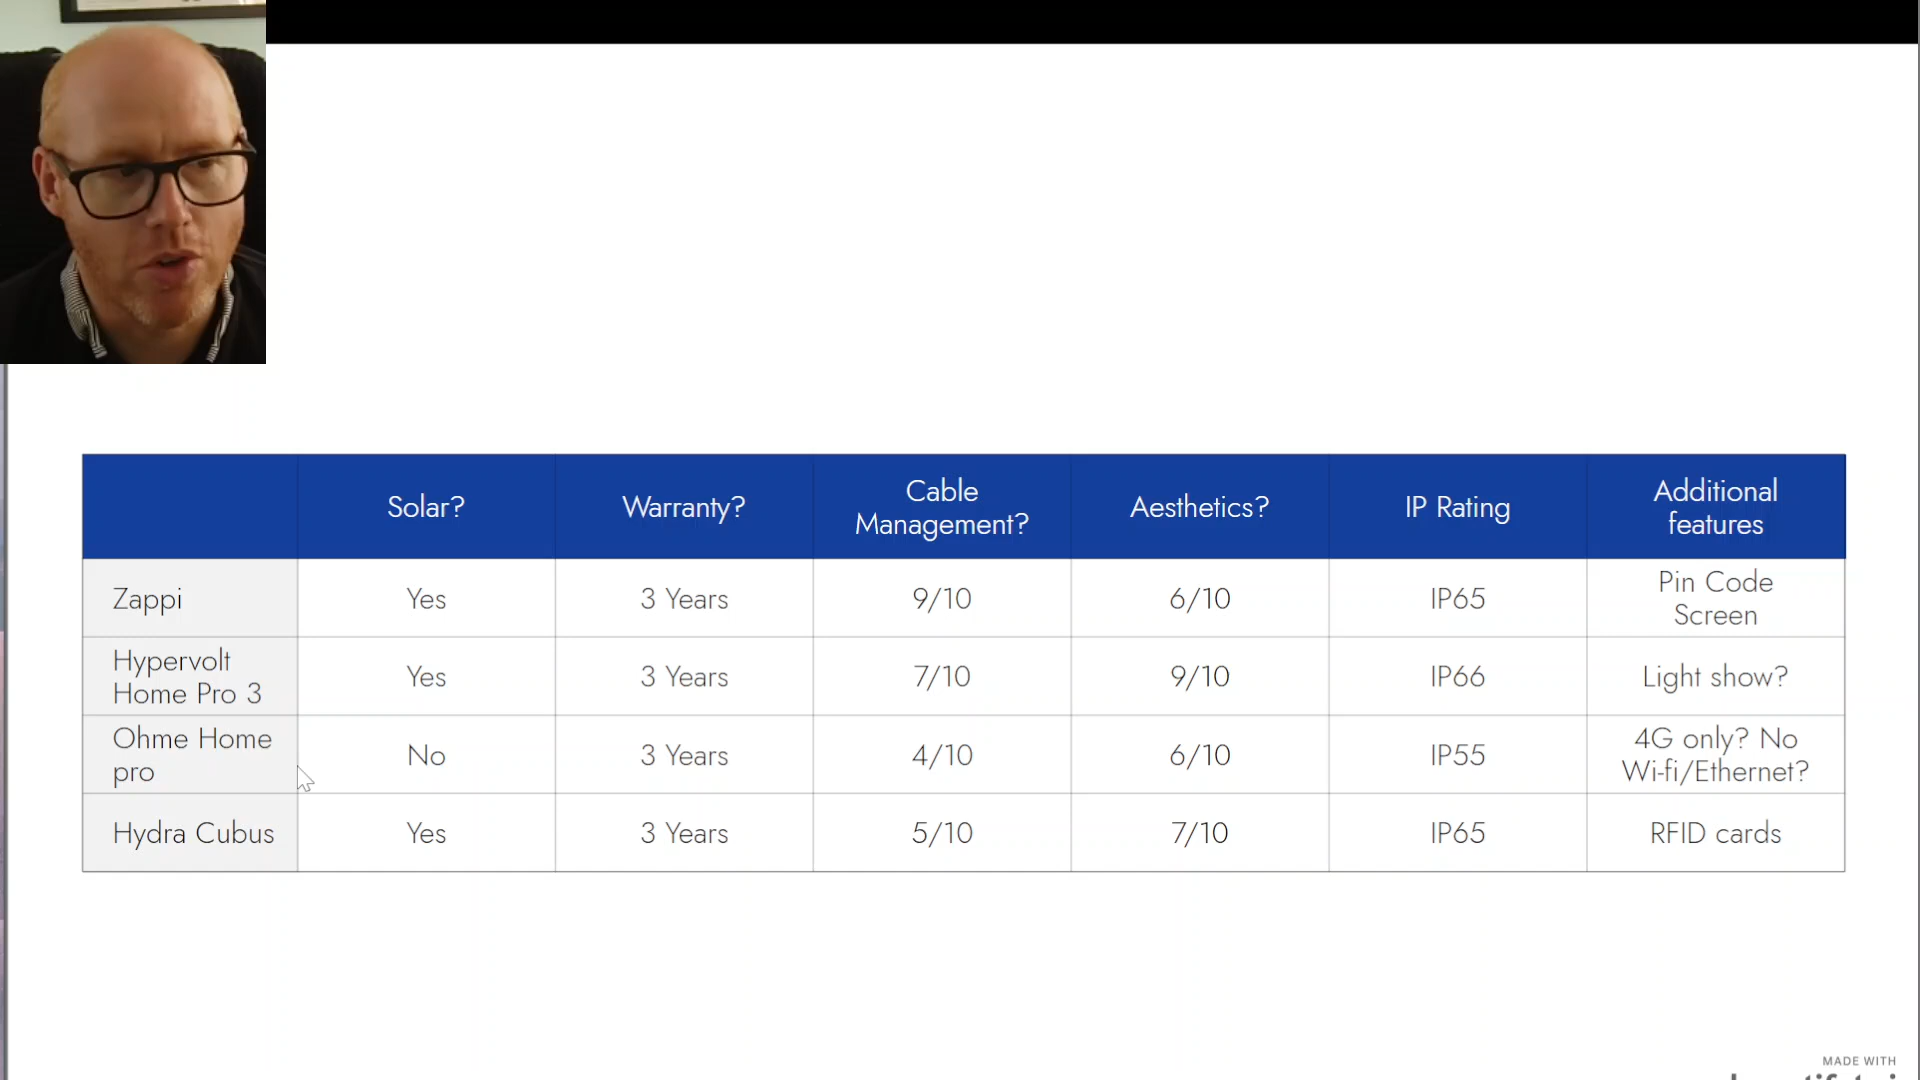 Solar?
Warranty?
Cable
Management?
Aesthetics?
IP Rating
Additional
features
Zappi
Yes
3 Years
9/10
6/10
IP65
Pin Code
Screen
Hypervolt
Home Pro 3
Yes
3 Years
7/10
9/10
IP66
Light show?
Ohme Home
pro
No
3 Years
4/10
6/10
IP55
4G only? No
Wi-fi/Ethernet?
Hydra Cubus
Yes
3 Years
5/10
7/10
IP65
RFID cards
MADE WITH